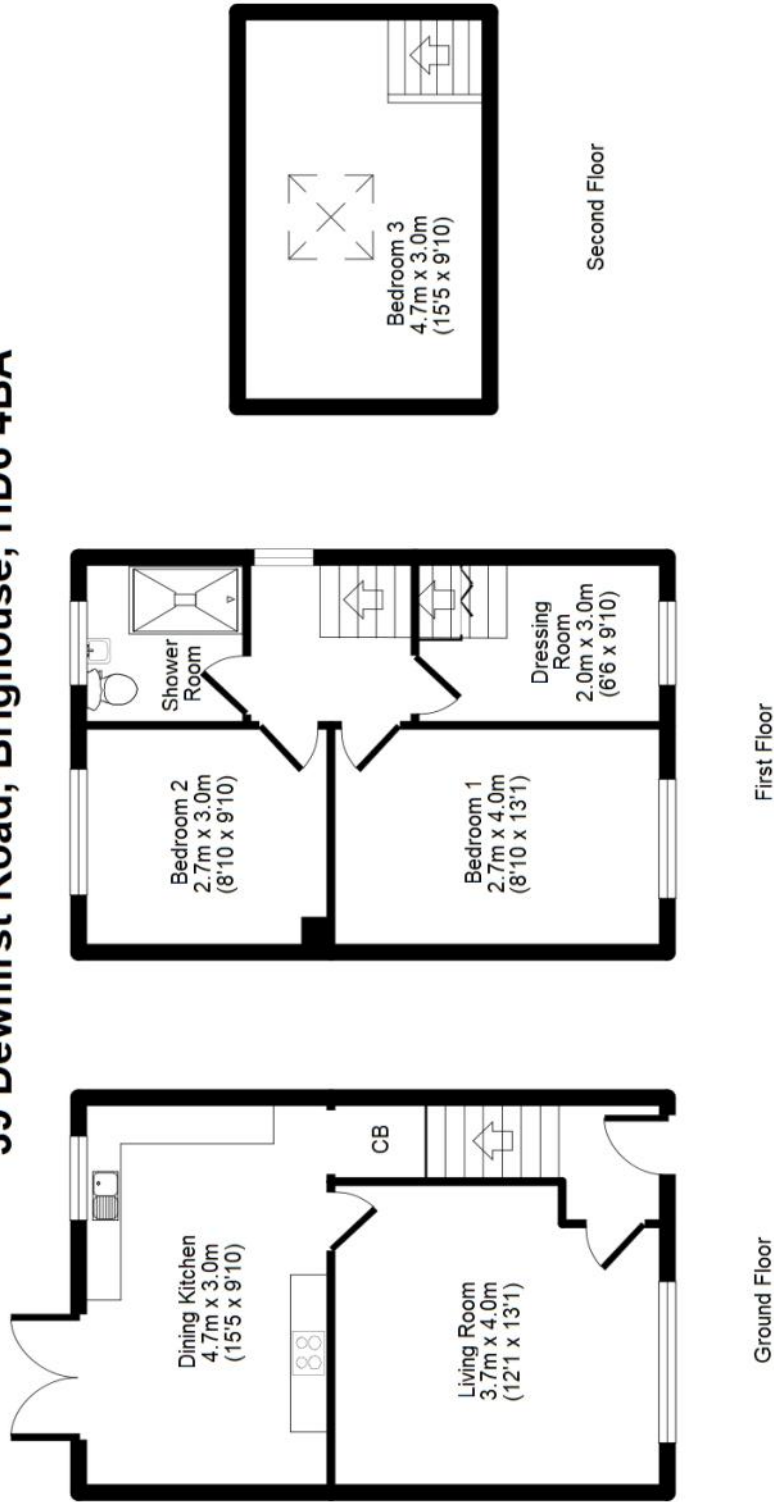 Dewhirst Road, Brighouse, HD6 4BA
Dining Kitchen
4.7m x 3.0m
(15'5 x 9'10)
CB
Living Room
3.7m x 4.0m
(12'1 x 13'1)
Ground Floor
Shower
Room
Bedroom 2
2.7m x 3.0m
(8'10 x 9'10)
Bedroom 1
2.7m x 4.0m
(8'10 x 13'1)
Dressing
Room
2.0m x 3.0m
(6'6 x 9'10)
First Floor
Bedroom 3
4.7m x 3.0m
(15'5 x 9'10)
Second Floor